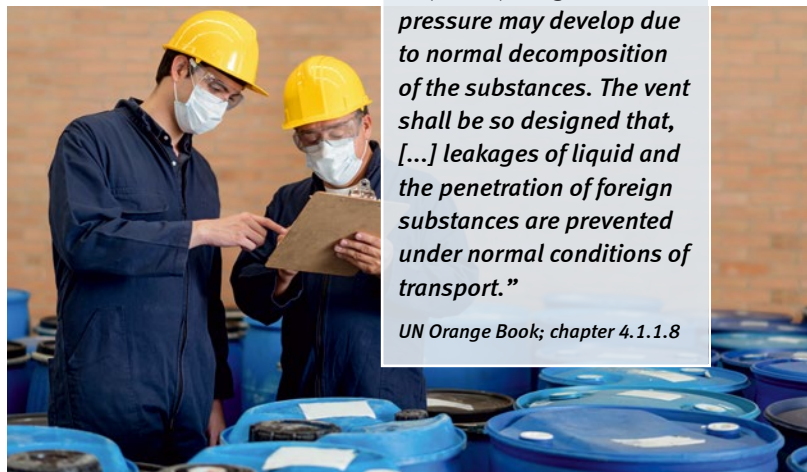 pressure may develop due
to normal decomposition
of the substances. The vent
shall be so designed that,
[...] leakages of liquid and
the penetration of foreign
substances are prevented
under normal conditions of
transport.”
UN Orange Book; chapter 4.1.1.8